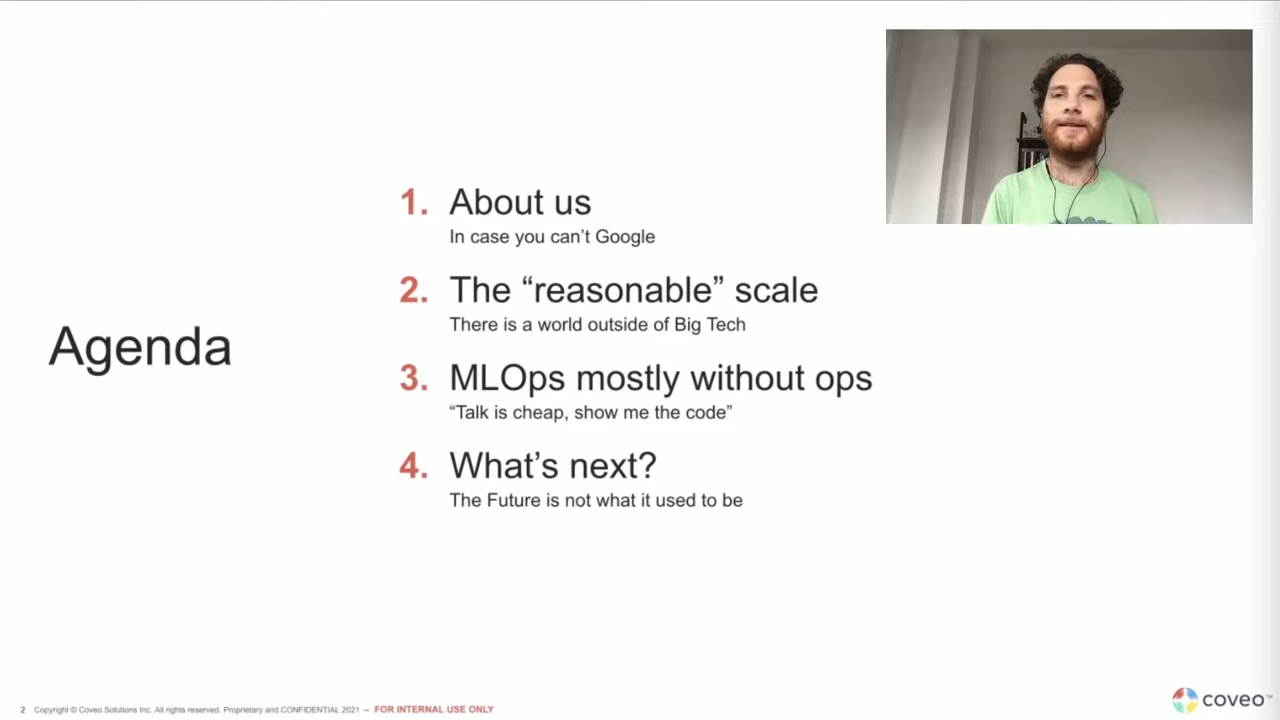 Agenda
1. About us
In case you can’t Google
2. The “reasonable” scale
There is a world outside of Big Tech
3. MLOps mostly without ops
“Talk is cheap, show me the code”
4. What’s next?
The Future is not what it used to be
2 Copyright © Coveo Solutions Inc. All rights reserved. Proprietary and CONFIDENTIAL 2021 – FOR INTERNAL USE ONLY
coveo™